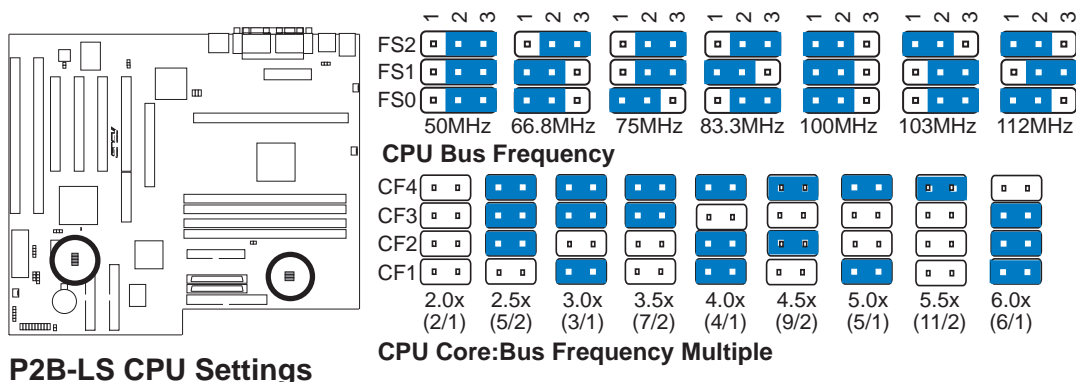 1 2 3 1 2 3 1 2 3 1 2 3 1 2 3 1 2 3 1 2 3
FS2
FS1
FS0
50MHz 66.8MHz 75MHz 83.3MHz 100MHz 103MHz 112MHz
CPU Bus Frequency
CF4
CF3
CF2
CF1
2.0x 2.5x 3.0x 3.5x 4.0x 4.5x 5.0x 5.5x 6.0x
(2/1) (5/2) (3/1) (7/2) (4/1) (9/2) (5/1) (11/2) (6/1)
CPU Core:Bus Frequency Multiple
P2B-LS CPU Settings